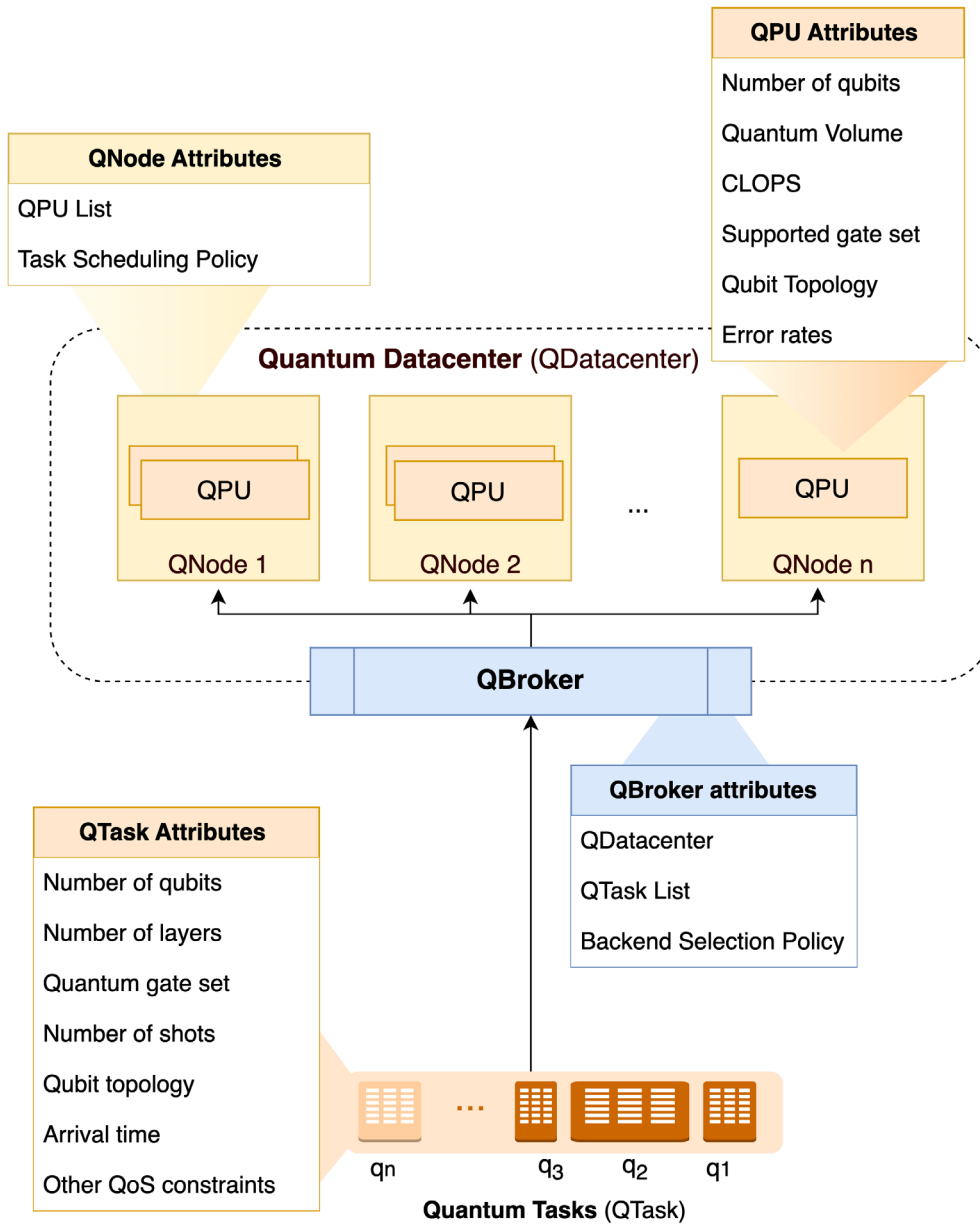 QPU Attributes
Number of qubits
Quantum Volume
CLOPS
Supported gate set
Qubit Topology
Error rates
QNode Attributes
QPU List
Task Scheduling Policy
Quantum Datacenter (QDatacenter)
QPU
QNode 1
QPU
QNode 2
...
QPU
QNode n
QBroker
QBroker attributes
QDatacenter
QTask List
Backend Selection Policy
QTask Attributes
Number of qubits
Number of layers
Quantum gate set
Number of shots
Qubit topology
Arrival time
Other QoS constraints
...
qn q3 q2 q1
Quantum Tasks (QTask)